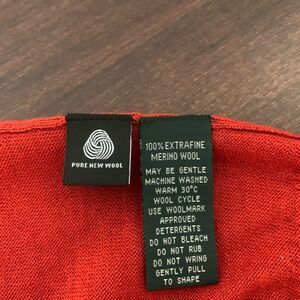 PURE NEW WOOL
100% EXTRAFINE
MERINO WOOL
MAY BE GENTLE
MACHINE WASHED
WARM 30°C
WOOL CYCLE
USE WOOLMARK
APPROVED
DETERGENTS
DO NOT BLEACH
DO NOT RUB
DO NOT WRING
GENTLY PULL
TO SHAPE